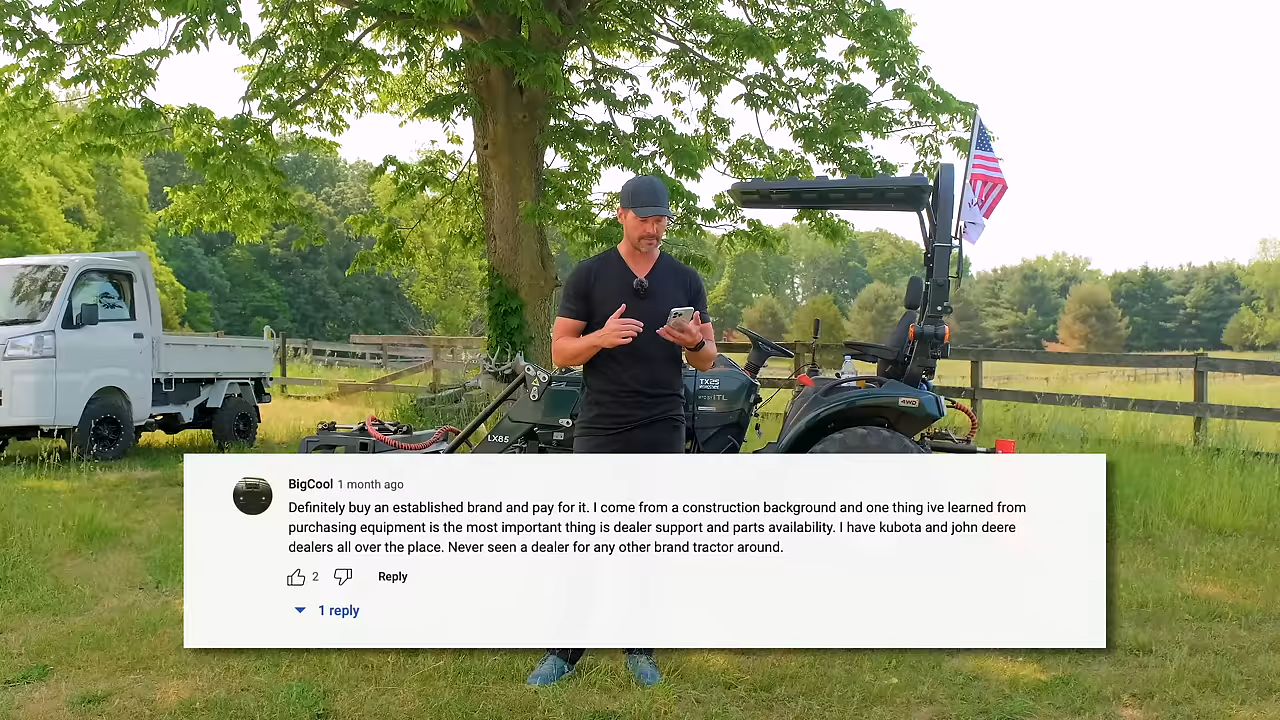 TX25
ITL
4WD
LX85
BigCool 1 month ago
Definitely buy an established brand and pay for it. I come from a construction background and one thing ive learned from
purchasing equipment is the most important thing is dealer support and parts availability. I have kubota and john deere
dealers all over the place. Never seen a dealer for any other brand tractor around.
2 Reply
1 reply